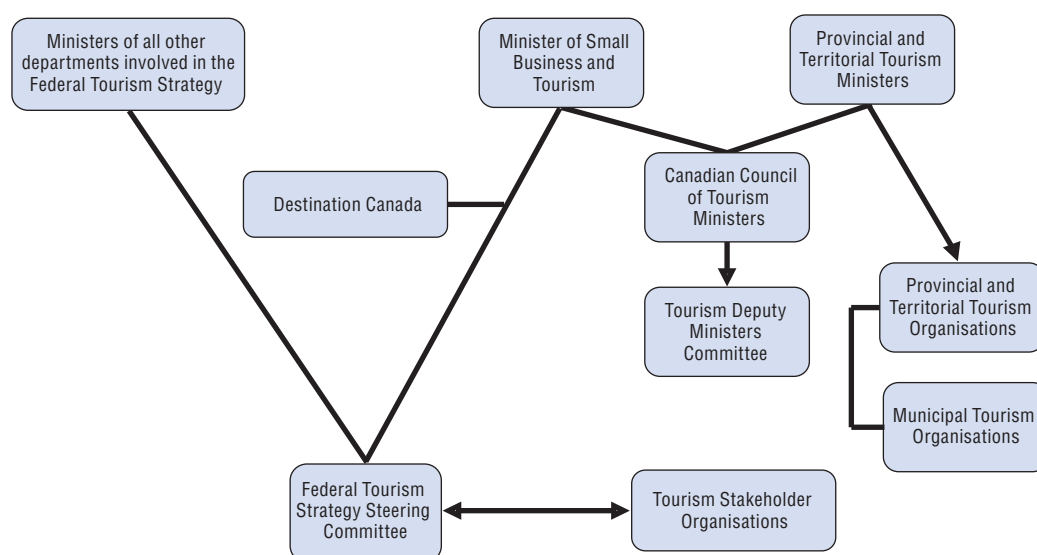 Ministers of all other
departments involved in the
Federal Tourism Strategy
Minister of Small
Business and
Tourism
Provincial and
Territorial Tourism
Ministers
Destination Canada
Canadian Council
of Tourism
Ministers
Tourism Deputy
Ministers
Committee
Provincial and
Territorial Tourism
Organisations
Municipal Tourism
Organisations
Federal Tourism
Strategy Steering
Committee
Tourism Stakeholder
Organisations